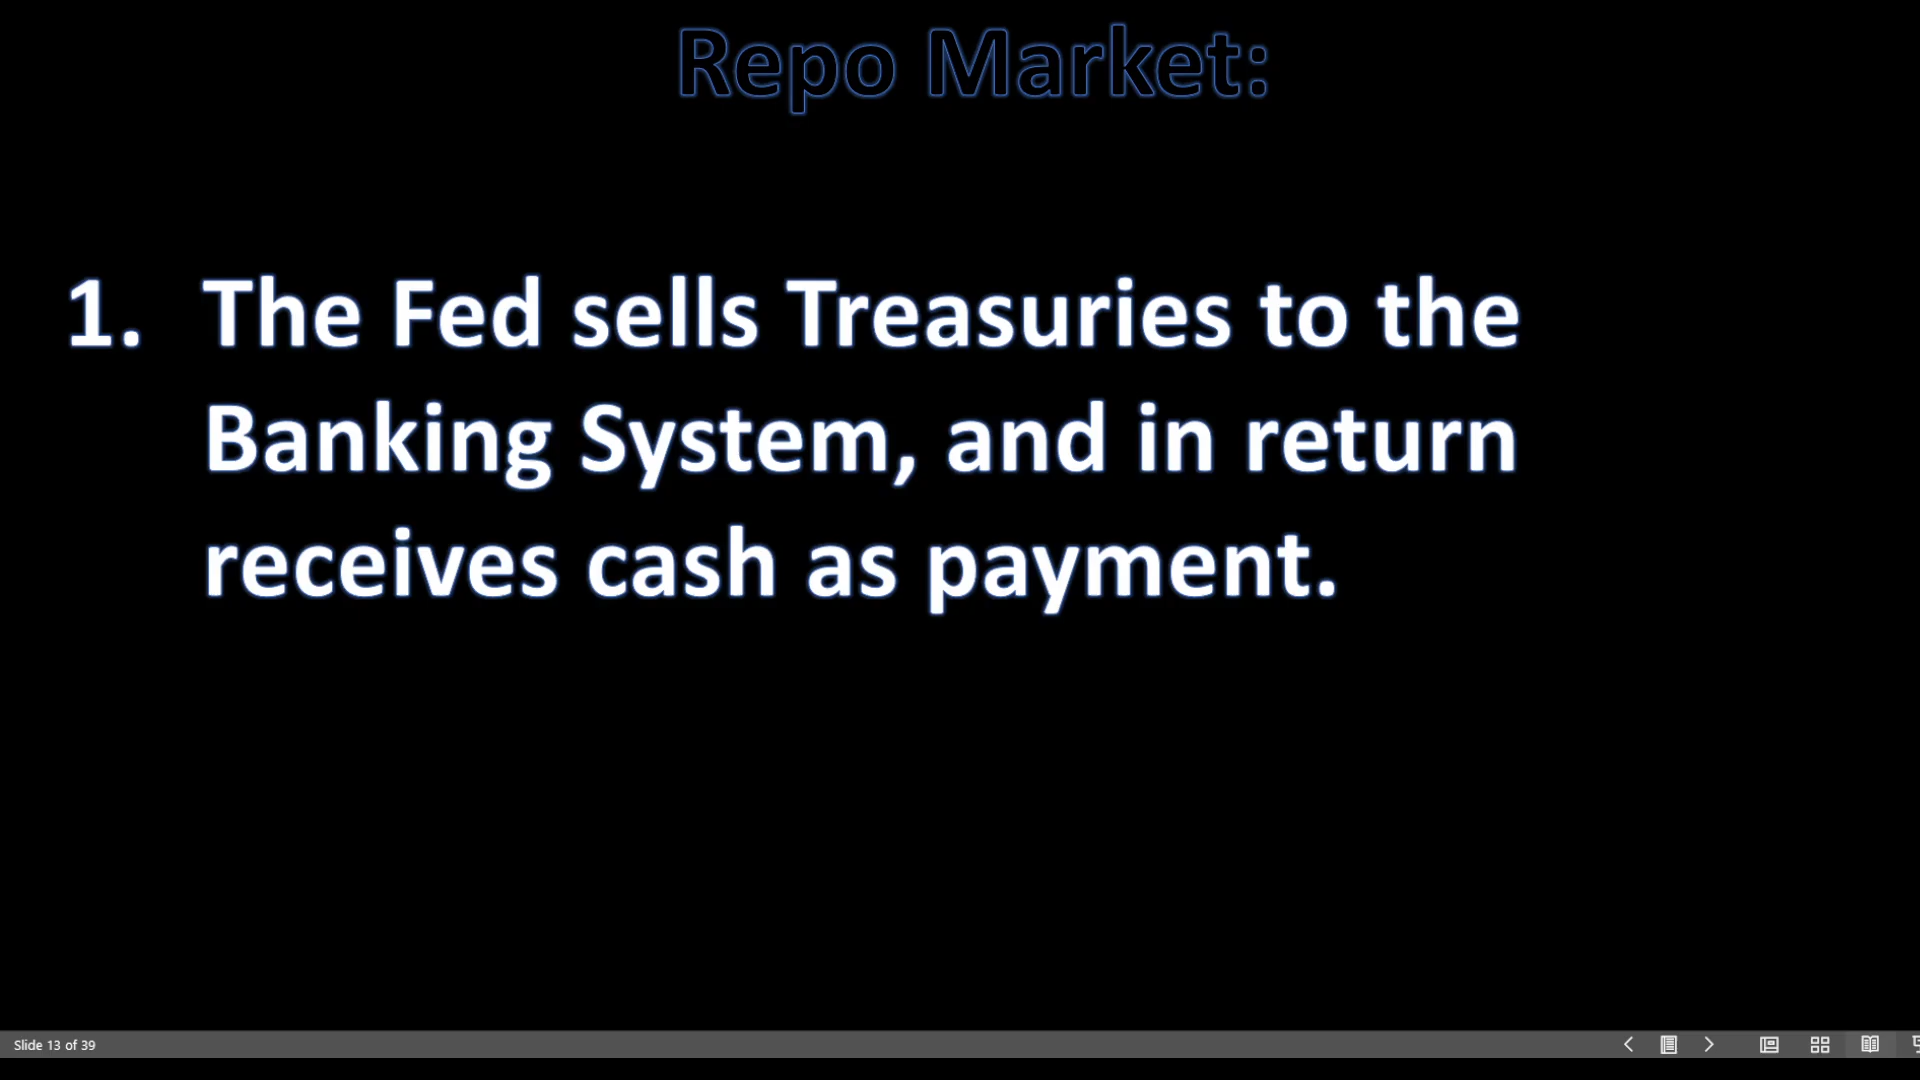 Repo Market:
1. The Fed sells Treasuries to the
Banking System, and in return
receives cash as payment.
Slide 13 of 39